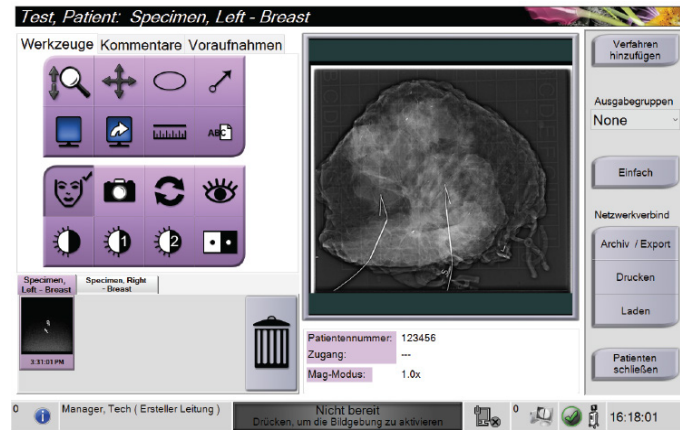 Test, Patient: Specimen, Left - Breast
Werkzeuge Kommentare Voraufnahmen
ABC
1
2
Specimen,
Left - Breast
Specimen, Right
- Breast
3:31:01 PM
Patientennummer: 123456
Zugang: ---
Mag-Modus: 1.0x
Verfahren
hinzufügen
Ausgabegruppen
None
Einfach
Netzwerkverbind
Archiv / Export
Drucken
Laden
Patienten
schließen
0
Manager, Tech ( Ersteller Leitung )
Nicht bereit
Drücken, um die Bildgebung zu aktivieren
0
16:18:01